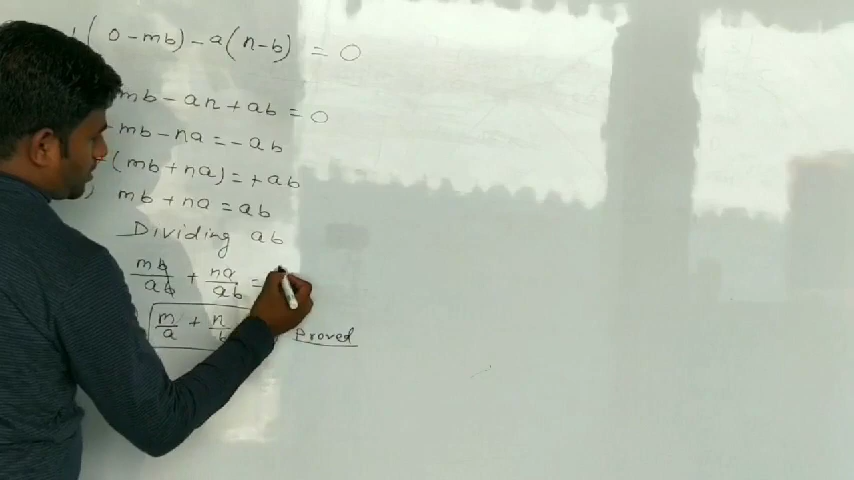 (0-mb)-a(n-b) = 0
mb-an+ab=0
-mb-na=-ab
-(mb+na)=+ab
mb+na=ab
Dividing ab
mb/ab + na/ab =
m/a + n/b Proved